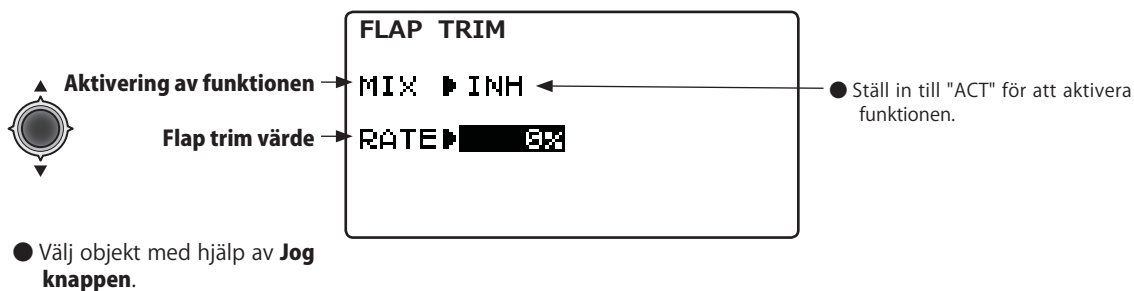 FLAP TRIM
Aktivering av funktionen
MIX INH
Ställ in till "ACT" för att aktivera
funktionen.
Flap trim värde
RATE
Välj objekt med hjälp av Jog
knappen.